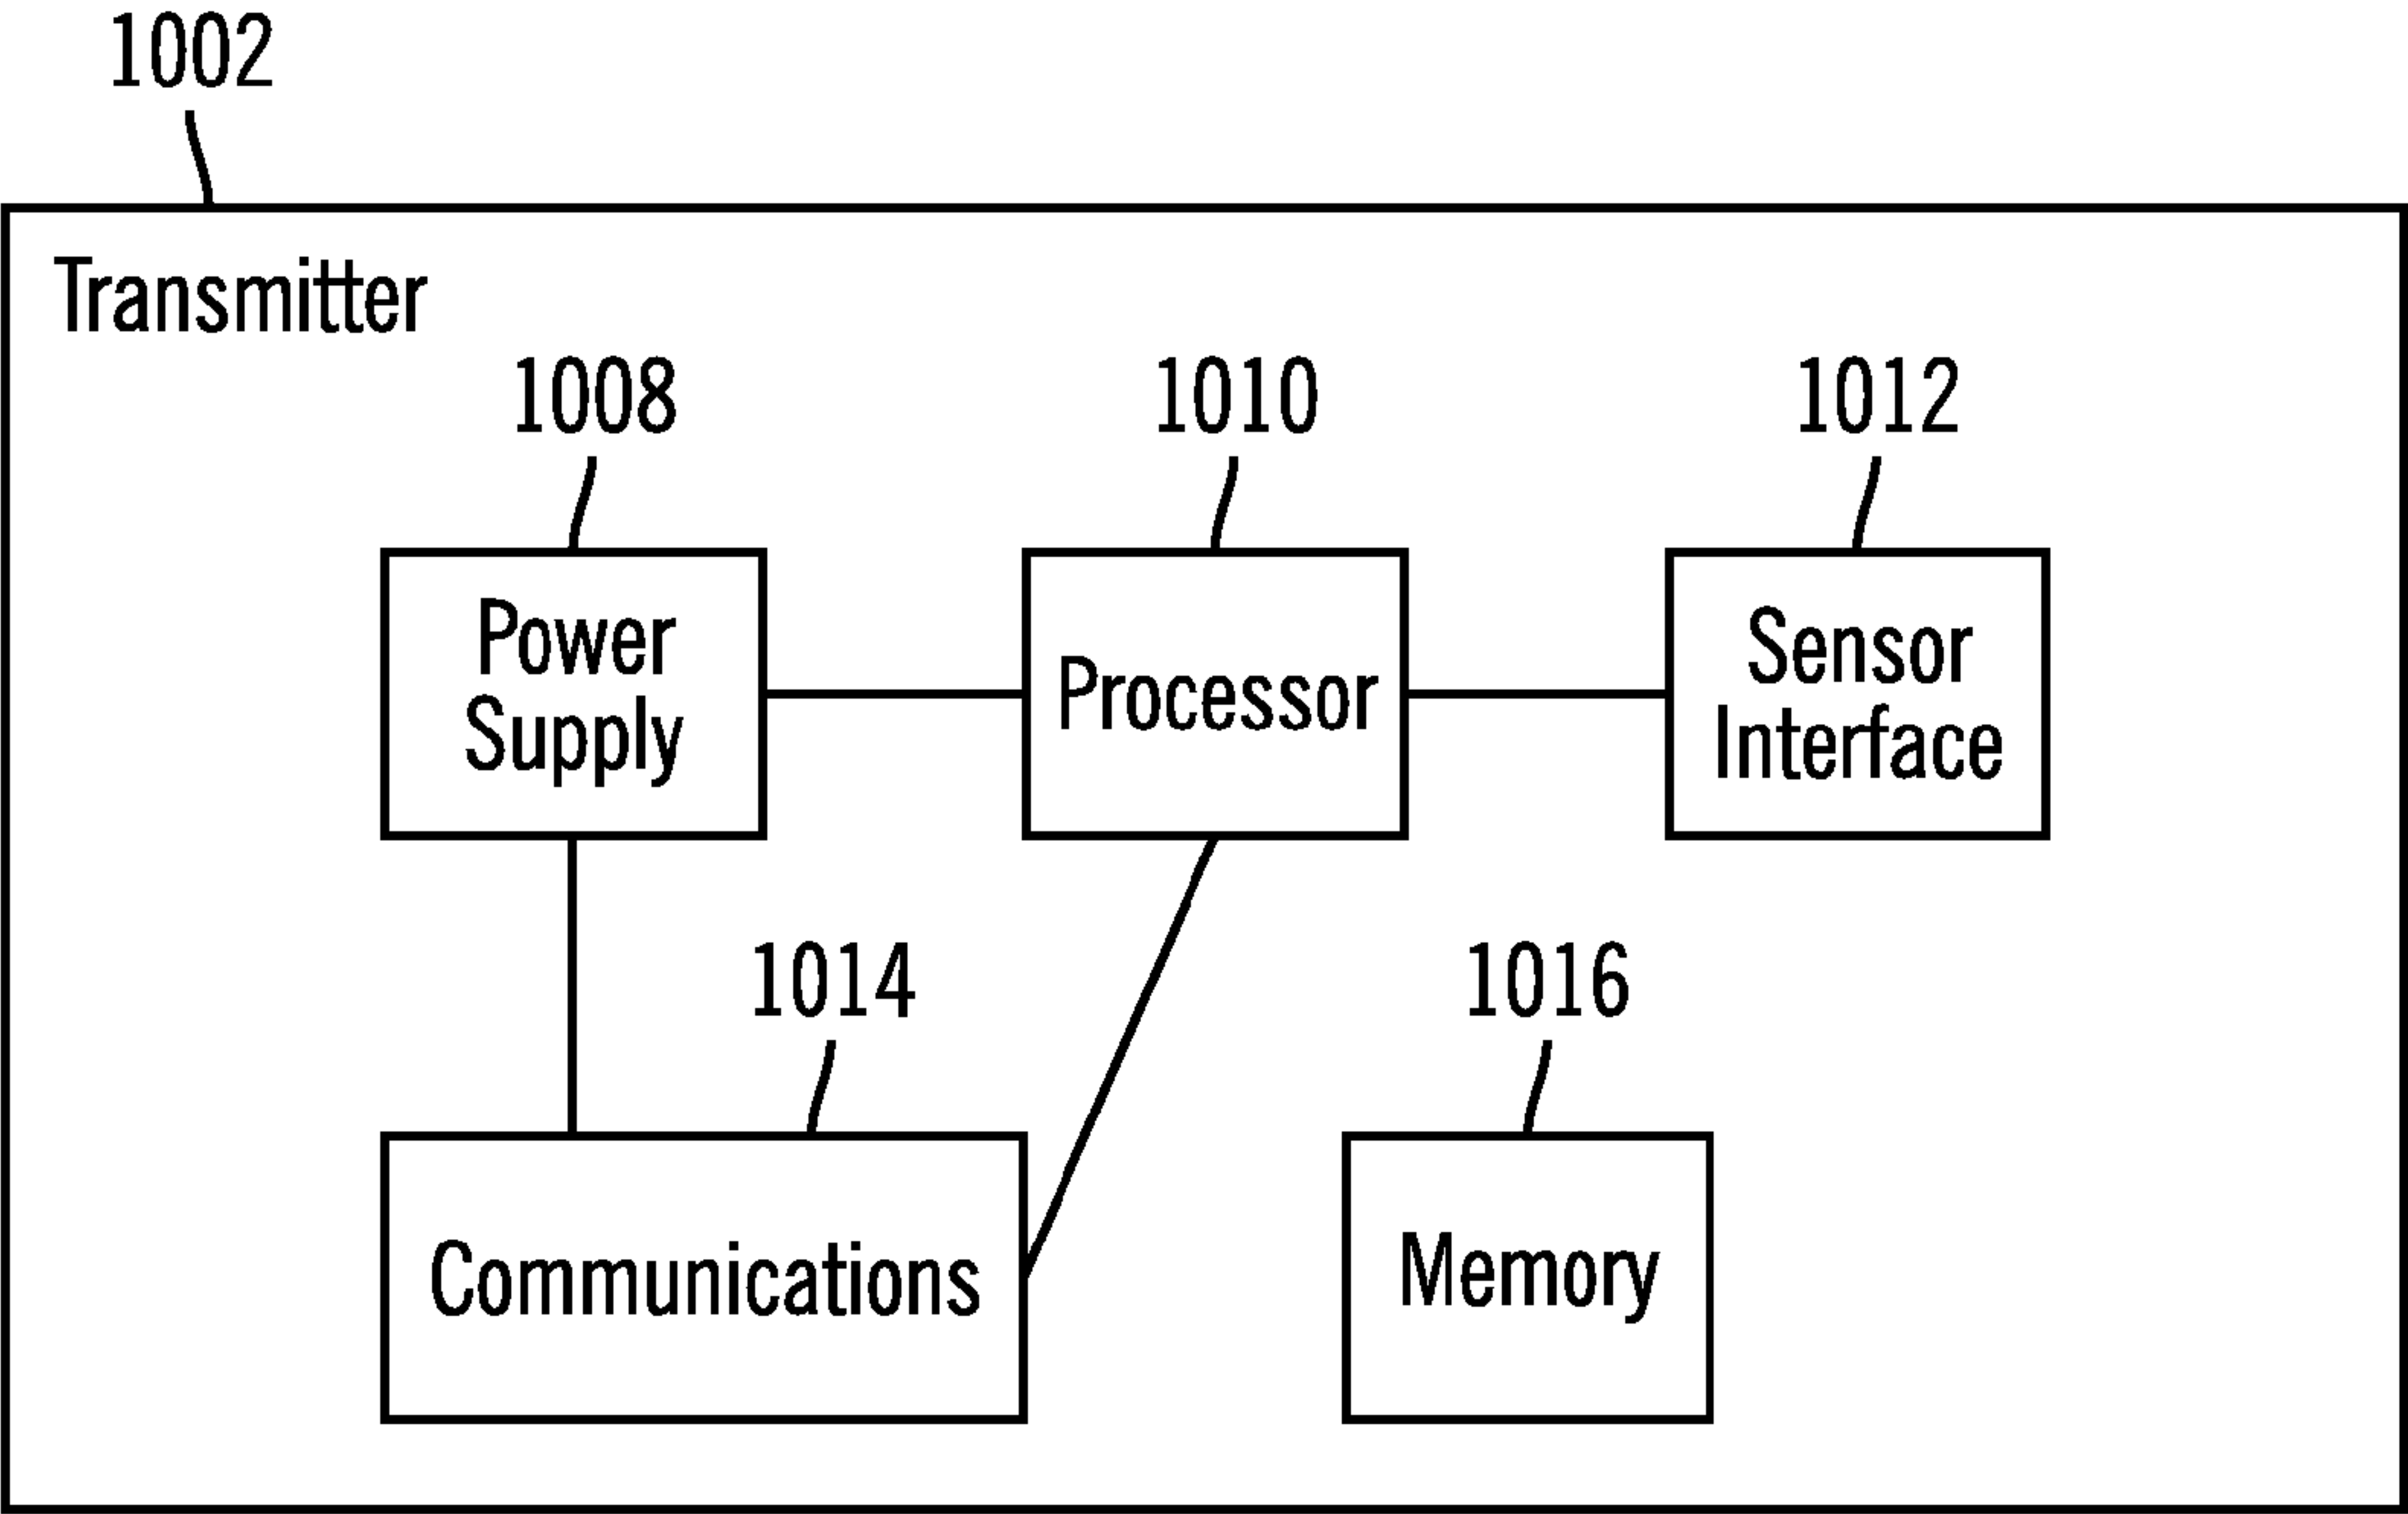 1002
Transmitter
1008
1010
1012
Power
Supply
Processor
Sensor
Interface
1014
1016
Communications
Memory